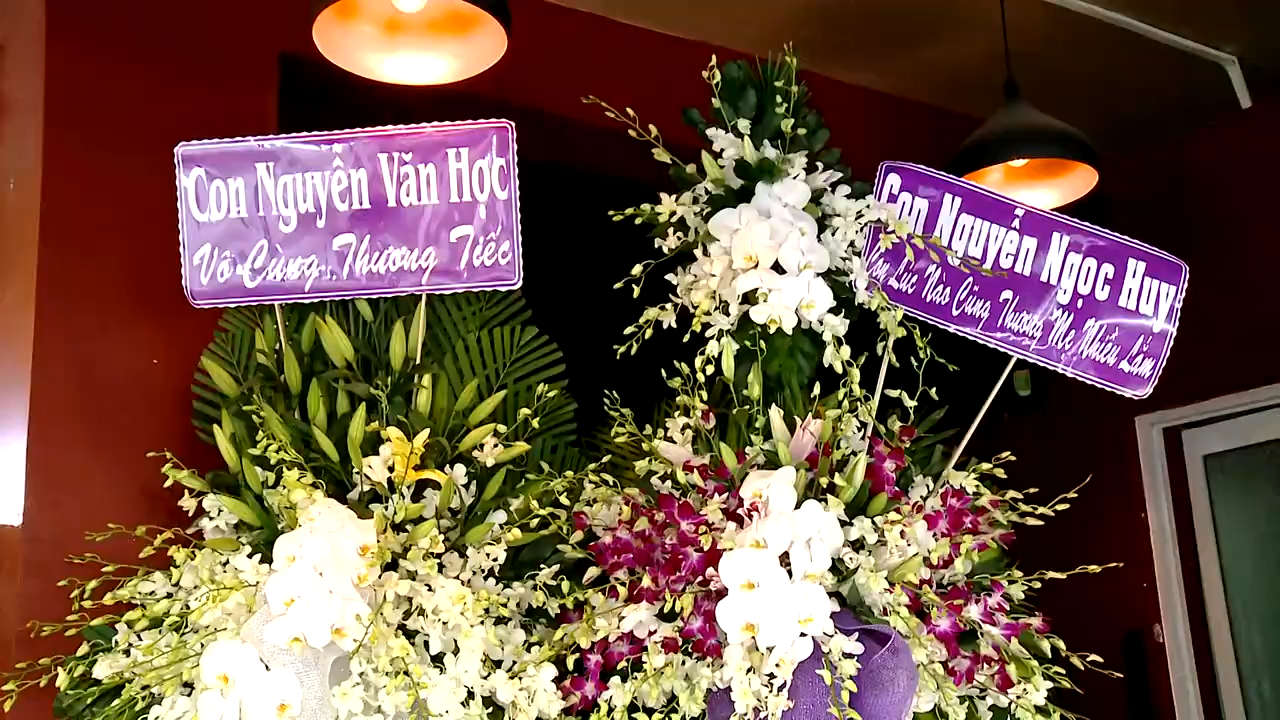 Con Nguyễn Văn Hợc
Vô Cùng Thương Tiếc
Con Nguyễn Ngọc Huy
Con Lúc Nào Cũng Thương Mẹ Nhiều Lắm